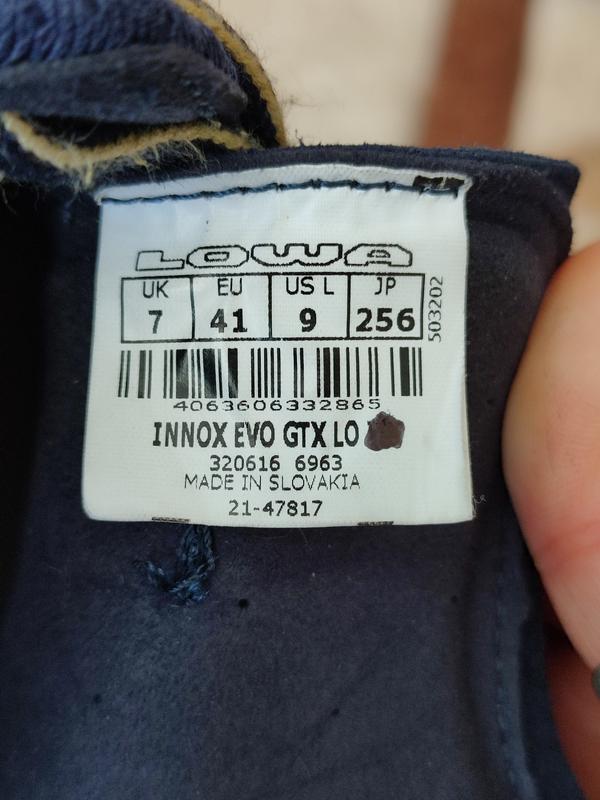 LOWA
UK EU US L JP
7 41 9 256
503202
4063606332865
INNOX EVO GTX LO
320616 6963
MADE IN SLOVAKIA
21-47817